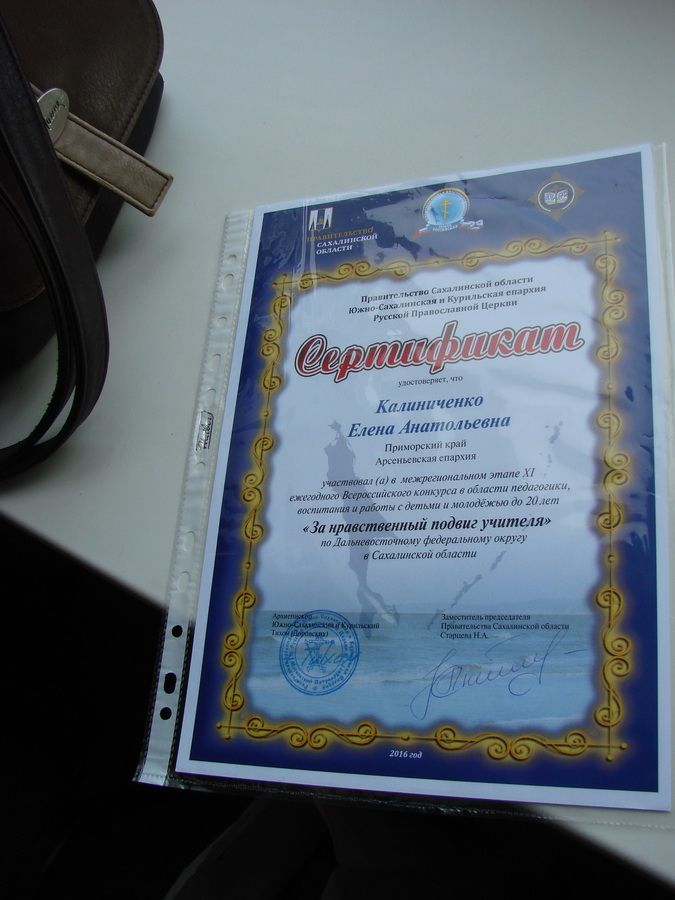 ПРАВИТЕЛЬСТВО
САХАЛИНСКОЙ
ОБЛАСТИ
Правительство Сахалинской области
Южно-Сахалинская и Курильская епархия
Русской Православной Церкви
Сертификат
удостоверяет, что
Калиниченко
Елена Анатольевна
Приморский край
Арсеньевская епархия
участвовал (а) в межрегиональном этапе XI
ежегодного Всероссийского конкурса в области педагогики,
воспитания и работы с детьми и молодёжью до 20 лет
«За нравственный подвиг учителя»
по Дальневосточному федеральному округу
в Сахалинской области
Архиепископ
Южно-Сахалинский и Курильский
Тихон (Доровских)
Заместитель председателя
Правительства Сахалинской области
Старцева Н.А.
2016 год